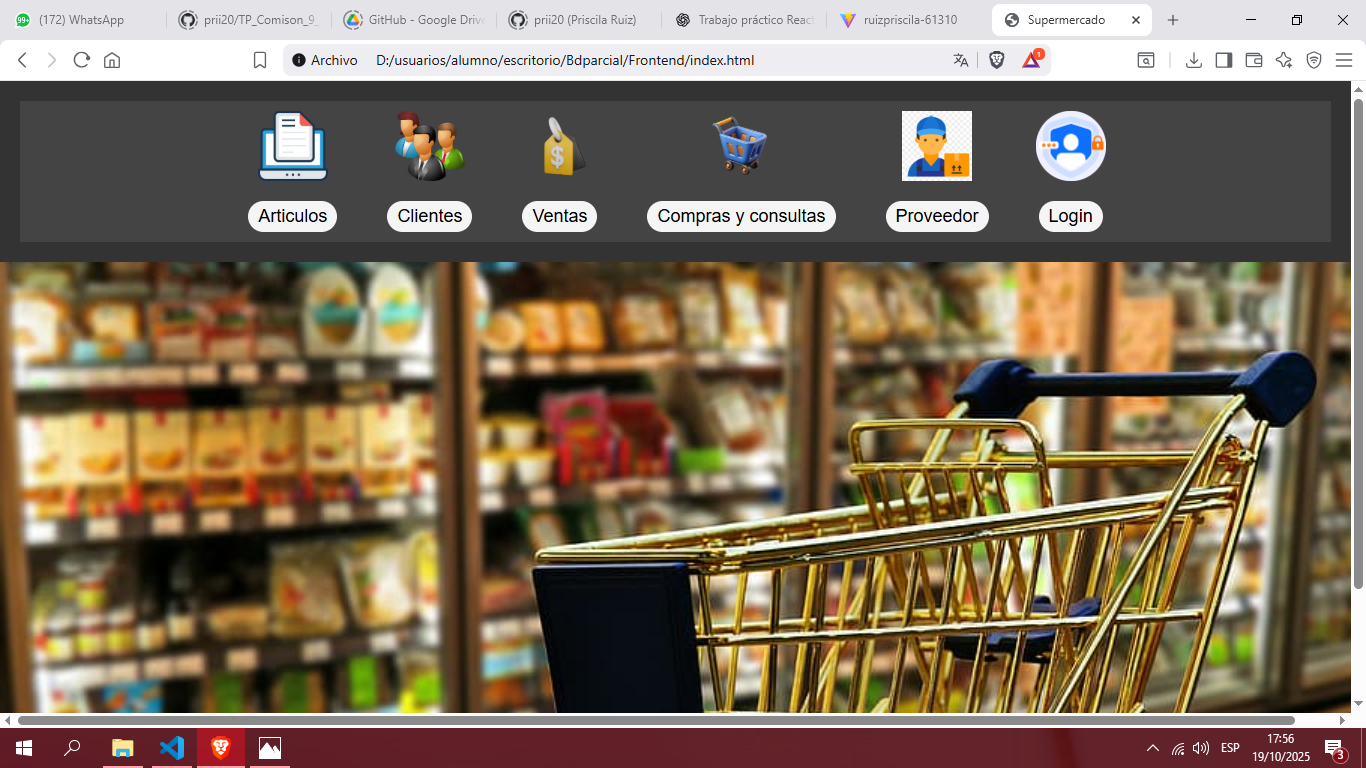 (172) WhatsApp
prii20/TP_Comison_9_
GitHub - Google Drive
prii20 (Priscila Ruiz)
Trabajo práctico React
ruizpriscila-61310
Supermercado
Archivo D:/usuarios/alumno/escritorio/Bdparcial/Frontend/index.html
1
$
Articulos
Clientes
Ventas
Compras y consultas
Proveedor
Login
ESP
17:56
19/10/2025
3